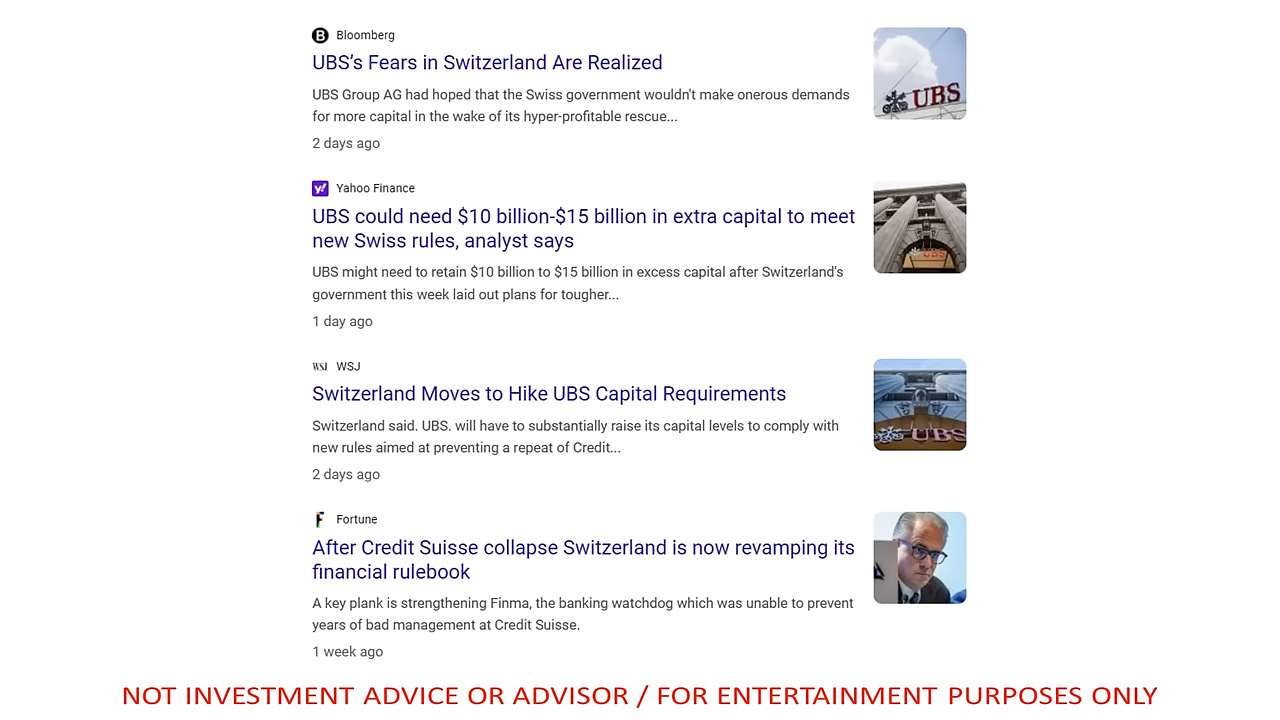 Bloomberg
UBS’s Fears in Switzerland Are Realized
UBS Group AG had hoped that the Swiss government wouldn't make onerous demands
for more capital in the wake of its hyper-profitable rescue...
2 days ago
UBS
Yahoo Finance
UBS could need $10 billion-$15 billion in extra capital to meet
new Swiss rules, analyst says
UBS might need to retain $10 billion to $15 billion in excess capital after Switzerland's
government this week laid out plans for tougher...
1 day ago
UBS
WSJ WSJ
Switzerland Moves to Hike UBS Capital Requirements
Switzerland said. UBS. will have to substantially raise its capital levels to comply with
new rules aimed at preventing a repeat of Credit...
2 days ago
UBS
Fortune
After Credit Suisse collapse Switzerland is now revamping its
financial rulebook
A key plank is strengthening Finma, the banking watchdog which was unable to prevent
years of bad management at Credit Suisse.
1 week ago
NOT INVESTMENT ADVICE OR ADVISOR / FOR ENTERTAINMENT PURPOSES ONLY